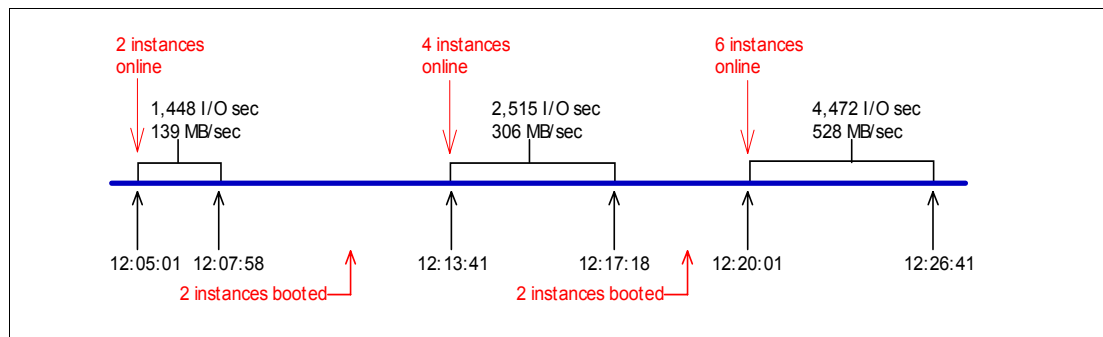 2 instances
online
4 instances
online
6 instances
online
1,448 I/O sec
139 MB/sec
2,515 I/O sec
306 MB/sec
4,472 I/O sec
528 MB/sec
12:05:01
12:07:58
12:13:41
12:17:18
12:20:01
12:26:41
2 instances booted
2 instances booted